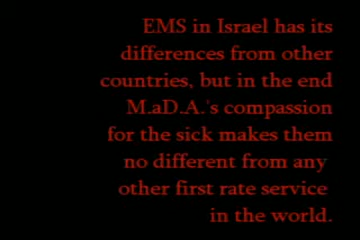 EMS in Israel has its
differences from other
countries, but in the end
M.aD.A.'s compassion
for the sick makes them
no different from any
other first rate service
in the world.